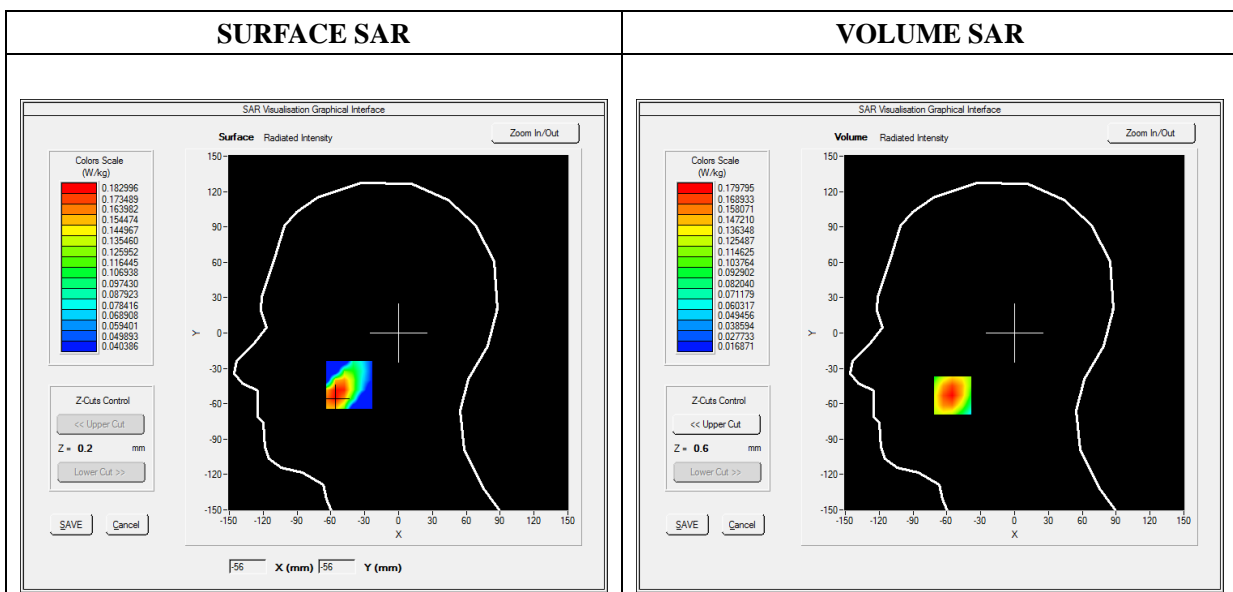 SURFACE SAR
VOLUME SAR
SAR Visualisation Graphical Interface
Surface Radiated Intensity
Zoom In/Out
Colors Scale
(W/kg)
0.182996
0.173489
0.163982
0.154474
0.144967
0.135460
0.125952
0.116445
0.106938
0.097430
0.087923
0.078416
0.068908
0.059401
0.049893
0.040386
Z-Cuts Control
<< Upper Cut
Z = 0.2 mm
Lower Cut >>
SAVE Cancel
150
120
90
60
30
0
-30
-60
-90
-120
-150
Y
-150 -120 -90 -60 -30 0 30 60 90 120 150
X
-56 X (mm) -56 Y (mm)
SAR Visualisation Graphical Interface
Volume Radiated Intensity
Zoom In/Out
Colors Scale
(W/kg)
0.179795
0.168933
0.158071
0.147210
0.136348
0.125487
0.114625
0.103764
0.092902
0.082040
0.071179
0.060317
0.049456
0.038594
0.027733
0.016871
Z-Cuts Control
<< Upper Cut
Z = 0.6 mm
Lower Cut >>
SAVE Cancel
150
120
90
60
30
0
-30
-60
-90
-120
-150
Y
-150 -120 -90 -60 -30 0 30 60 90 120 150
X